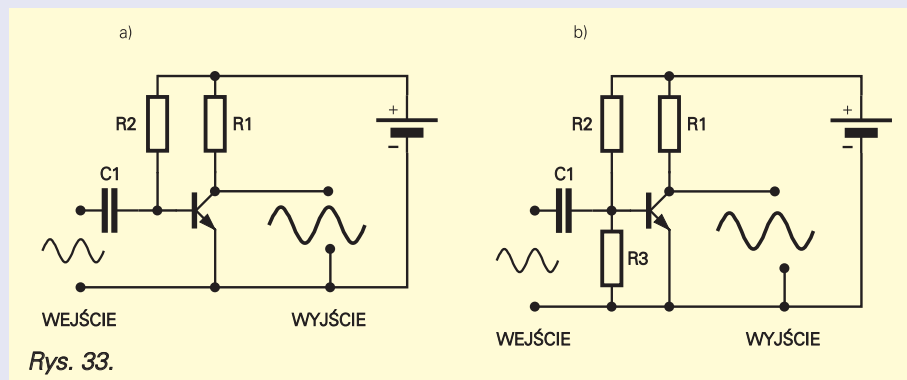 a)
R2
R1
+
−
C1
WEJŚCIE
WYJŚCIE
b)
R2
R1
+
−
C1
R3
WEJŚCIE
WYJŚCIE
Rys. 33.